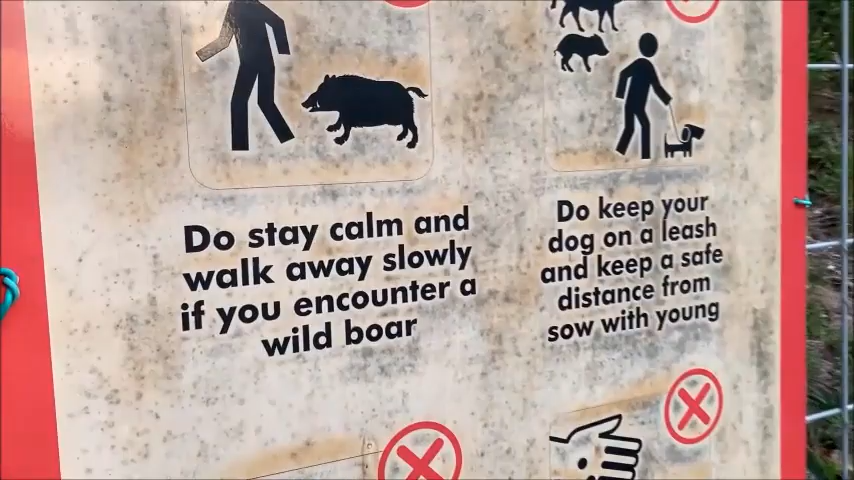 Do stay calm and
walk away slowly
if you encounter a
wild boar
Do keep your
dog on a leash
and keep a safe
distance from
sow with young